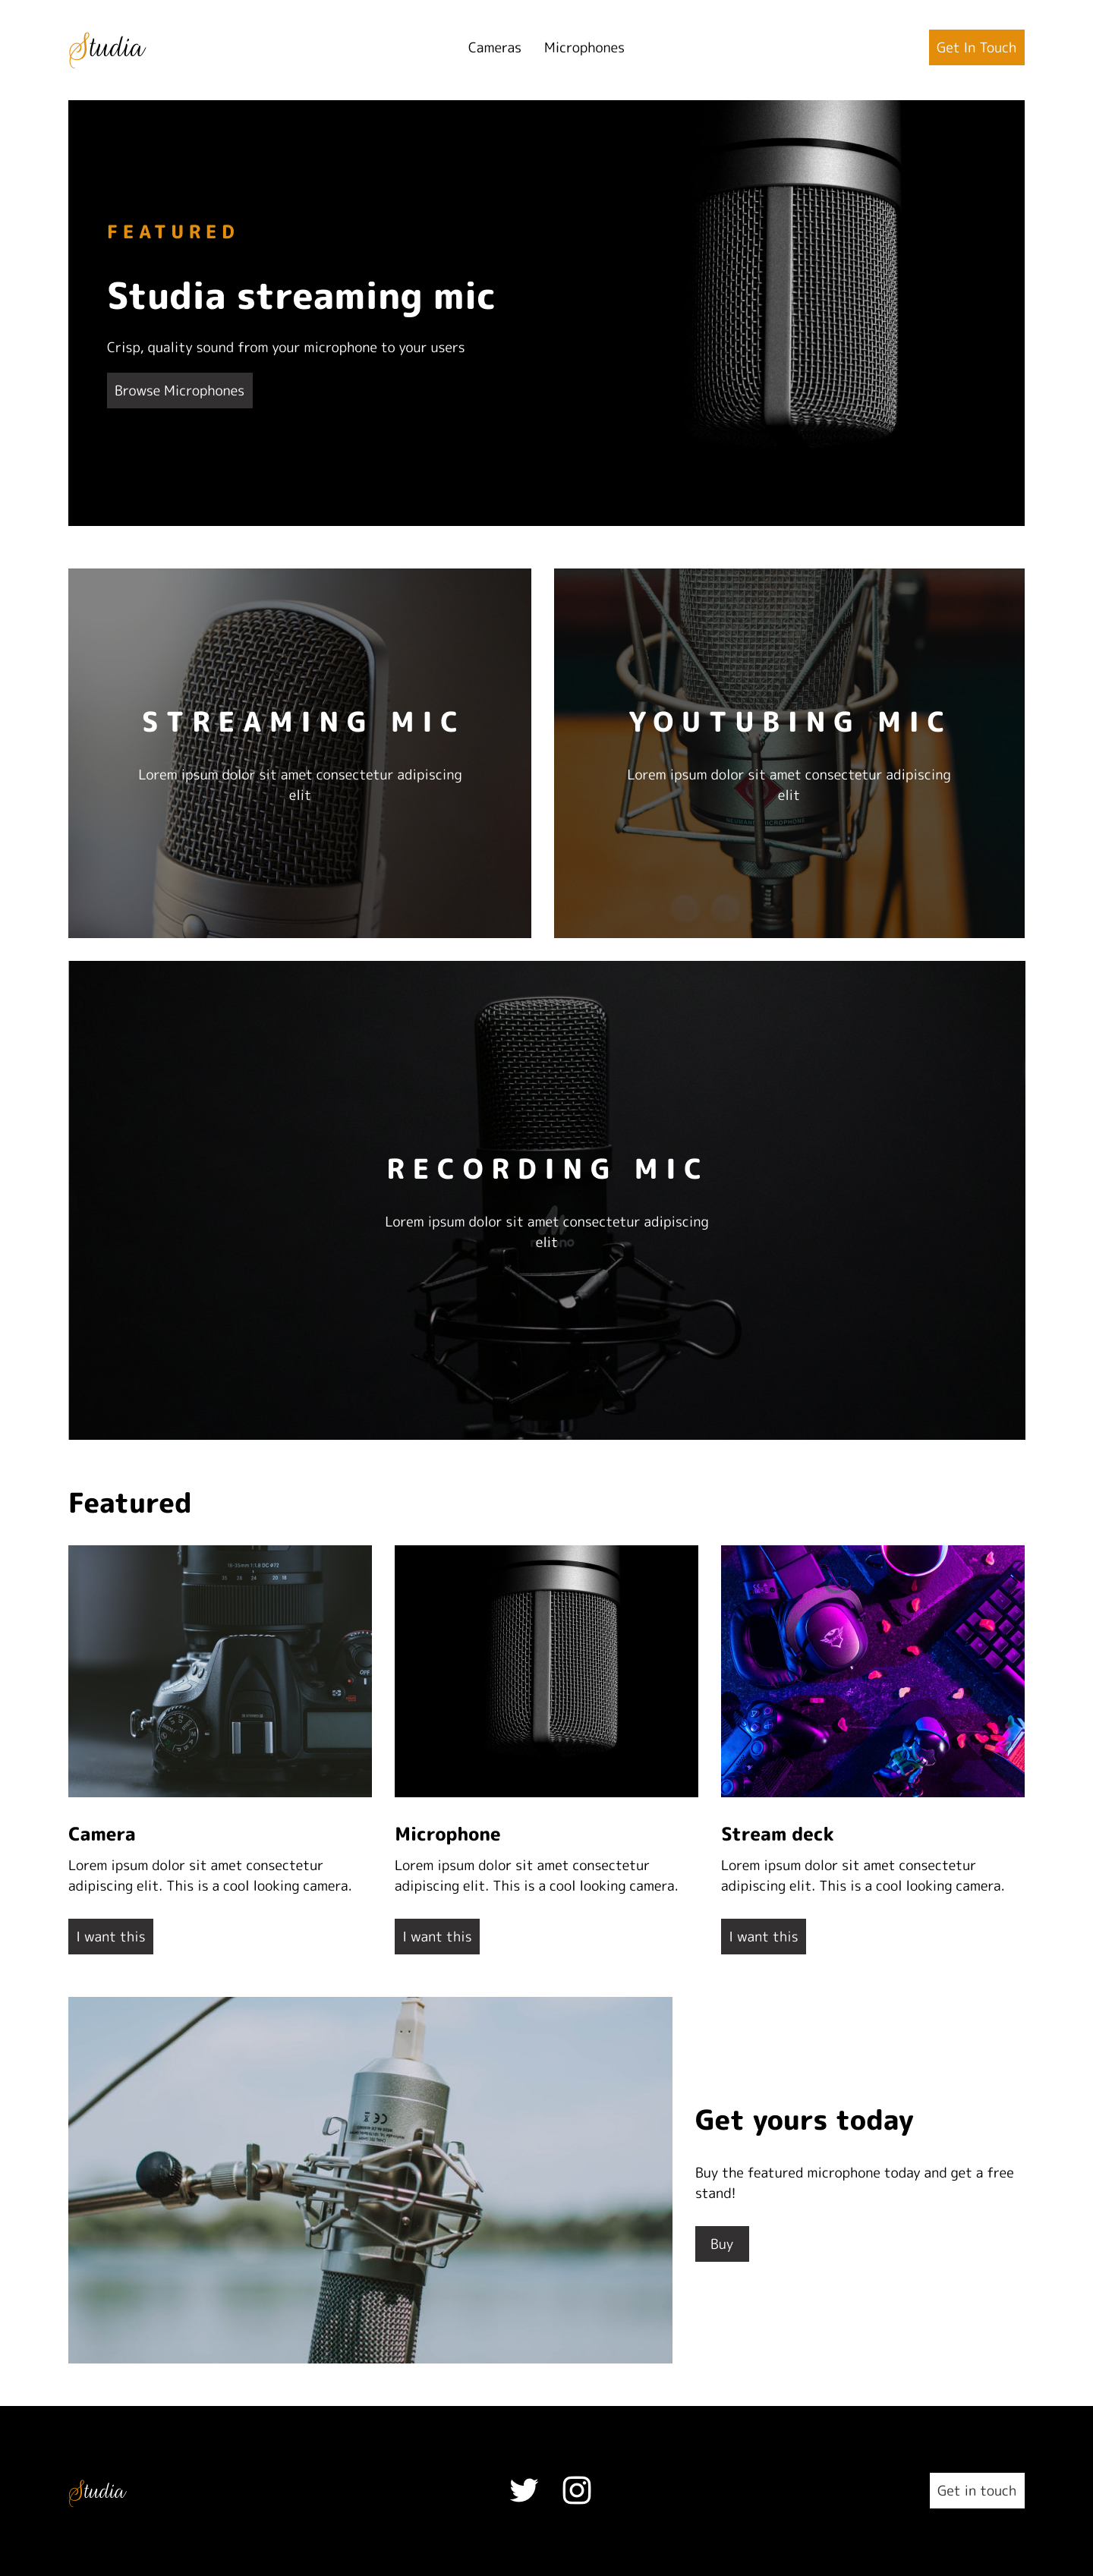 Studia
Cameras
Microphones
Get In Touch
FEATURED
Studia streaming mic
Crisp, quality sound from your microphone to your users
Browse Microphones
STREAMING MIC
Lorem ipsum dolor sit amet consectetur adipiscing
elit
YOUTUBING MIC
Lorem ipsum dolor sit amet consectetur adipiscing
elit
RECORDING MIC
Lorem ipsum dolor sit amet consectetur adipiscing
elit
Featured
Camera
Lorem ipsum dolor sit amet consectetur
adipiscing elit. This is a cool looking camera.
I want this
Microphone
Lorem ipsum dolor sit amet consectetur
adipiscing elit. This is a cool looking camera.
I want this
Stream deck
Lorem ipsum dolor sit amet consectetur
adipiscing elit. This is a cool looking camera.
I want this
Get yours today
Buy the featured microphone today and get a free
stand!
Buy
Studia
Get in touch